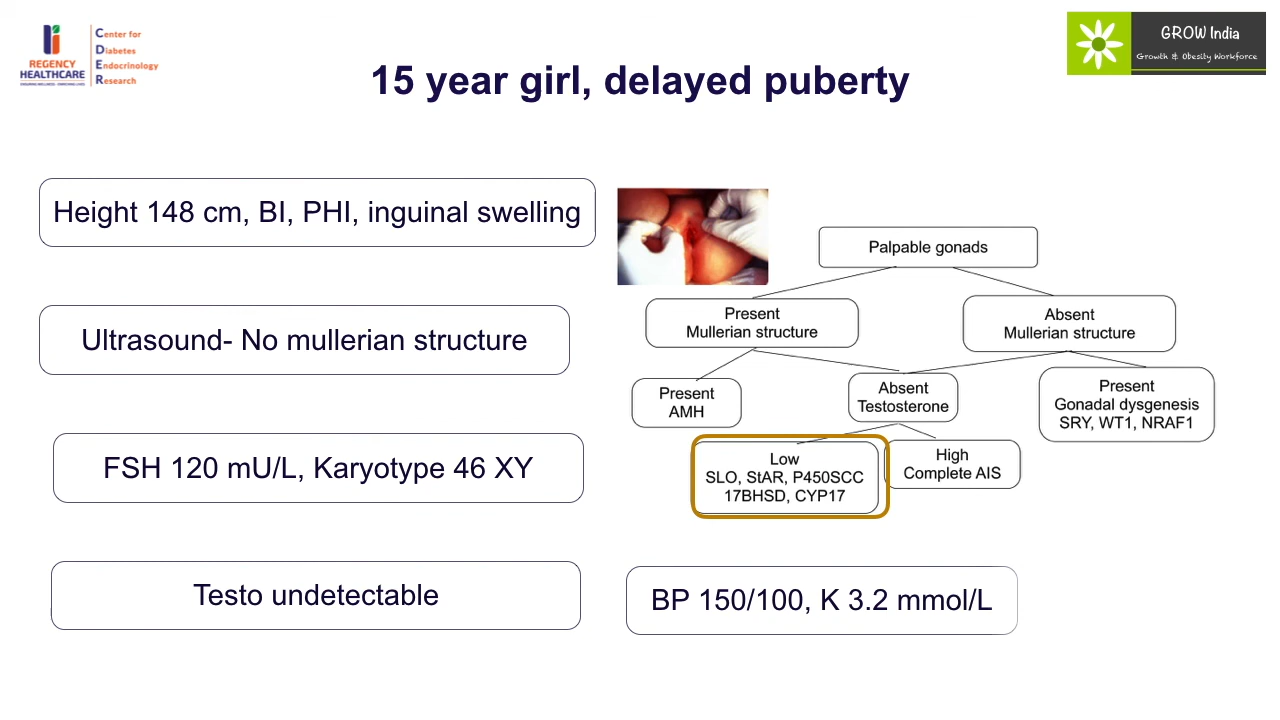 REGENCY
HEALTHCARE
Center for
Diabetes
Endocrinology
Research
GROW India
Growth & Obesity Workforce
15 year girl, delayed puberty
Height 148 cm, BI, PHI, inguinal swelling
Ultrasound- No mullerian structure
FSH 120 mU/L, Karyotype 46 XY
Testo undetectable
Palpable gonads
Present
Mullerian structure
Absent
Mullerian structure
Present
AMH
Absent
Testosterone
Present
Gonadal dysgenesis
SRY, WT1, NRAF1
Low
SLO, StAR, P450SCC
17BHSD, CYP17
High
Complete AIS
BP 150/100, K 3.2 mmol/L